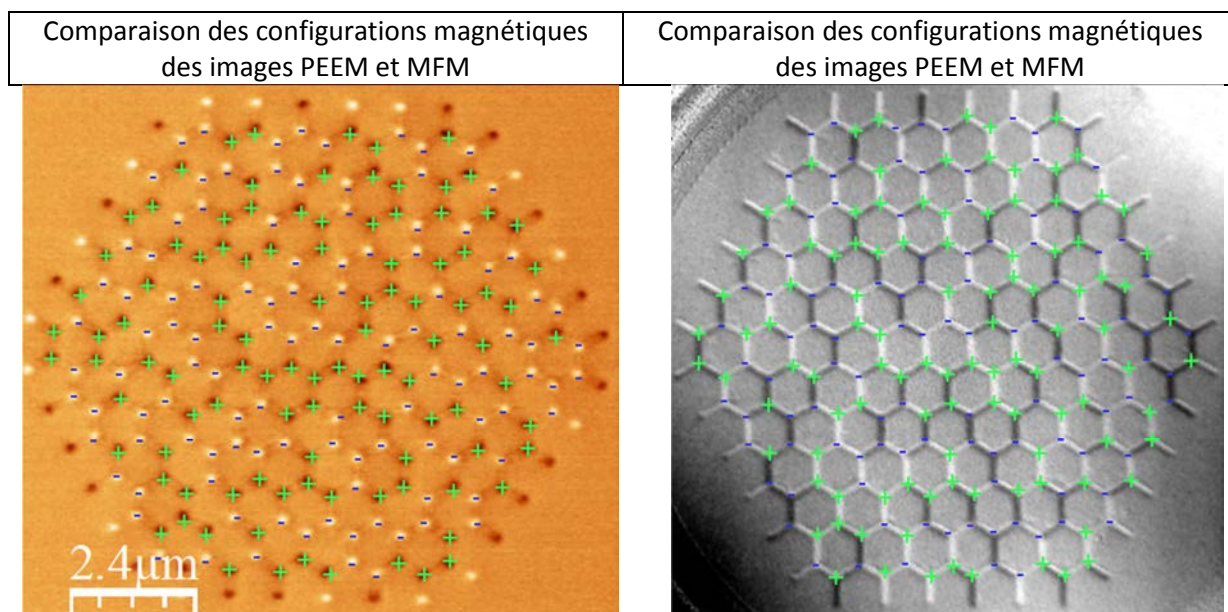 Comparaison des configurations magnétiques
des images PEEM et MFM
Comparaison des configurations magnétiques
des images PEEM et MFM
2.4µm